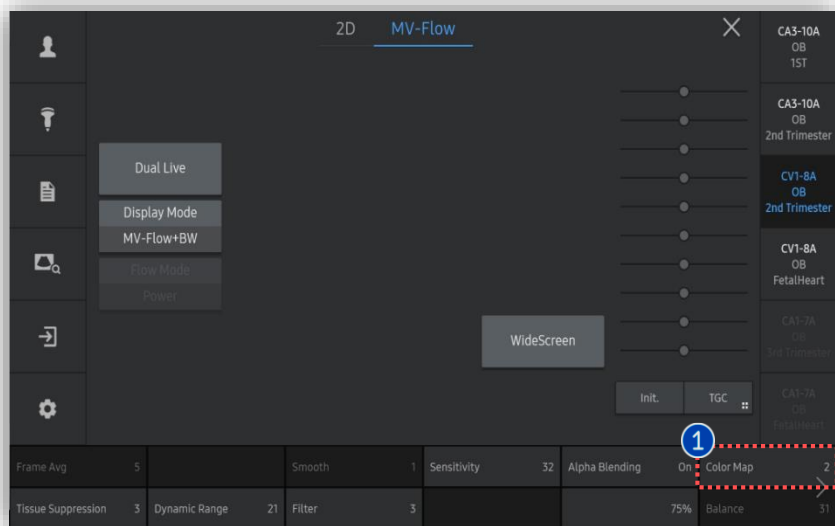 2D MV-Flow
CA3-10A
OB
1ST
CA3-10A
OB
2nd Trimester
Dual Live
CV1-8A
OB
2nd Trimester
Display Mode
MV-Flow+BW
CV1-8A
OB
FetalHeart
Flow Mode
Power
WideScreen
CA1-7A
OB
3rd Trimester
Init. TGC
CA1-7A
OB
FetalHeart
1
Frame Avg 5 Smooth 1 Sensitivity 32 Alpha Blending On Color Map 2
Tissue Suppression 3 Dynamic Range 21 Filter 3 75% Balance 31